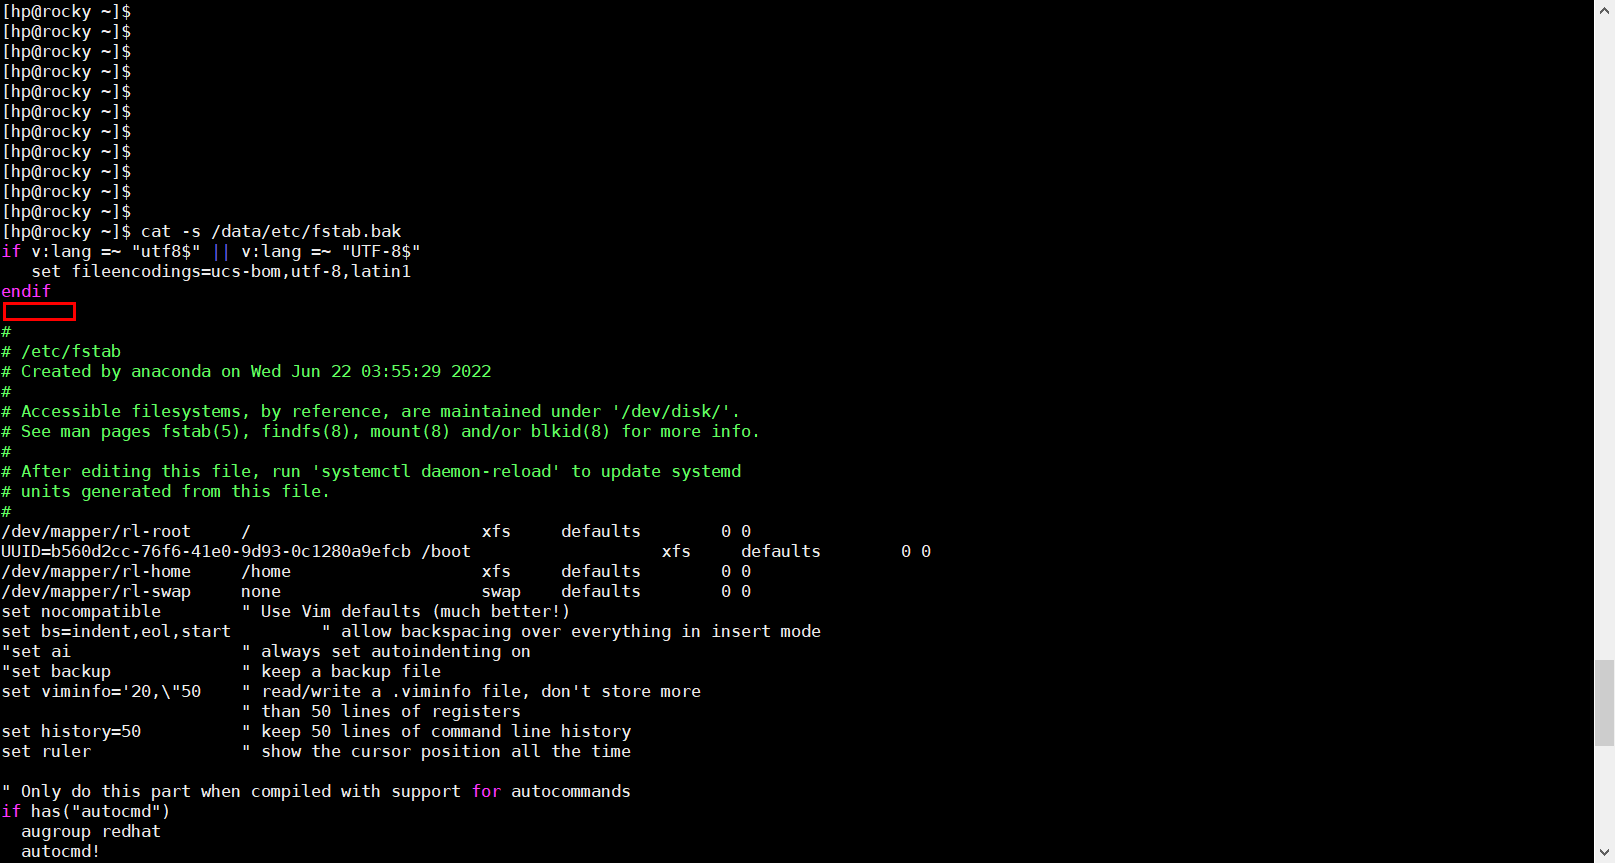 [hp@rocky ~]$
[hp@rocky ~]$
[hp@rocky ~]$
[hp@rocky ~]$
[hp@rocky ~]$
[hp@rocky ~]$
[hp@rocky ~]$
[hp@rocky ~]$
[hp@rocky ~]$
[hp@rocky ~]$
[hp@rocky ~]$
[hp@rocky ~]$ cat -s /data/etc/fstab.bak
if v:lang =~ "utf8$" || v:lang =~ "UTF-8$"
   set fileencodings=ucs-bom,utf-8,latin1
endif

#
# /etc/fstab
# Created by anaconda on Wed Jun 22 03:55:29 2022
#
# Accessible filesystems, by reference, are maintained under '/dev/disk/'.
# See man pages fstab(5), findfs(8), mount(8) and/or blkid(8) for more info.
#
# After editing this file, run 'systemctl daemon-reload' to update systemd
# units generated from this file.
#
/dev/mapper/rl-root     /                       xfs     defaults        0 0
UUID=b560d2cc-76f6-41e0-9d93-0c1280a9efcb /boot                   xfs     defaults        0 0
/dev/mapper/rl-home     /home                   xfs     defaults        0 0
/dev/mapper/rl-swap     none                    swap    defaults        0 0
set nocompatible        " Use Vim defaults (much better!)
set bs=indent,eol,start         " allow backspacing over everything in insert mode
"set ai                 " always set autoindenting on
"set backup             " keep a backup file
set viminfo='20,\"50    " read/write a .viminfo file, don't store more
                        " than 50 lines of registers
set history=50          " keep 50 lines of command line history
set ruler               " show the cursor position all the time

" Only do this part when compiled with support for autocommands
if has("autocmd")
  augroup redhat
  autocmd!